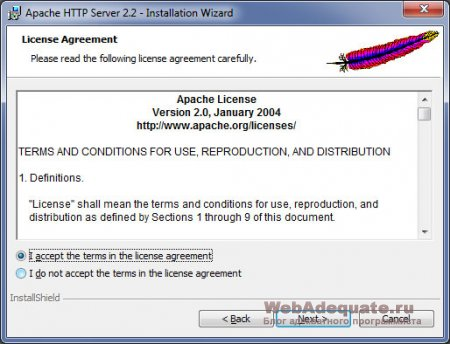 Apache HTTP Server 2.2 - Installation Wizard
License Agreement
Please read the following license agreement carefully.
Apache License
Version 2.0, January 2004
http://www.apache.org/licenses/
TERMS AND CONDITIONS FOR USE, REPRODUCTION, AND DISTRIBUTION
1. Definitions.
"License" shall mean the terms and conditions for use, reproduction, and
distribution as defined by Sections 1 through 9 of this document.
I accept the terms in the license agreement
I do not accept the terms in the license agreement
InstallShield
WebAdequate.ru
Блог адекватного программиста
< Back Next > Cancel